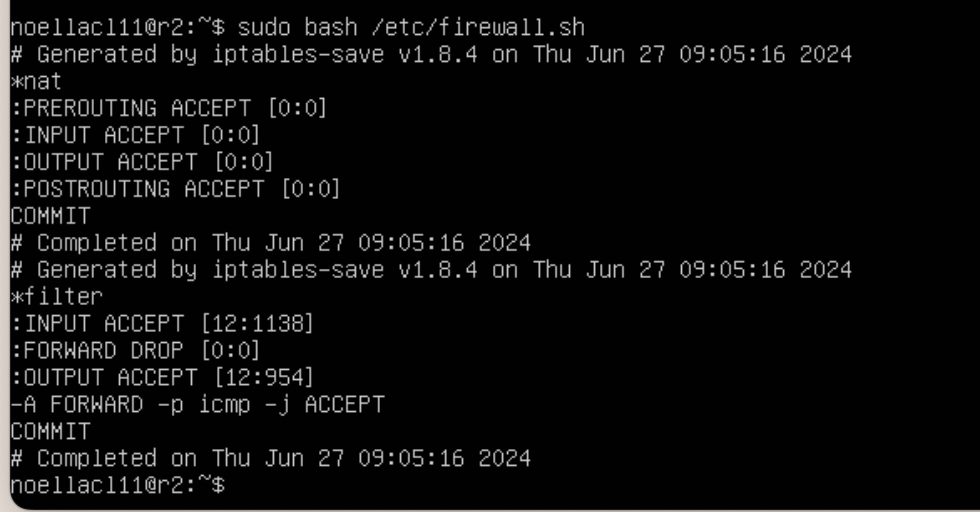 noellacl11@r2:~$ sudo bash /etc/firewall.sh
# Generated by iptables-save v1.8.4 on Thu Jun 27 09:05:16 2024
*nat
:PREROUTING ACCEPT [0:0]
:INPUT ACCEPT [0:0]
:OUTPUT ACCEPT [0:0]
:POSTROUTING ACCEPT [0:0]
COMMIT
# Completed on Thu Jun 27 09:05:16 2024
# Generated by iptables-save v1.8.4 on Thu Jun 27 09:05:16 2024
*filter
:INPUT ACCEPT [12:1138]
:FORWARD DROP [0:0]
:OUTPUT ACCEPT [12:954]
-A FORWARD -p icmp -j ACCEPT
COMMIT
# Completed on Thu Jun 27 09:05:16 2024
noellacl11@r2:~$